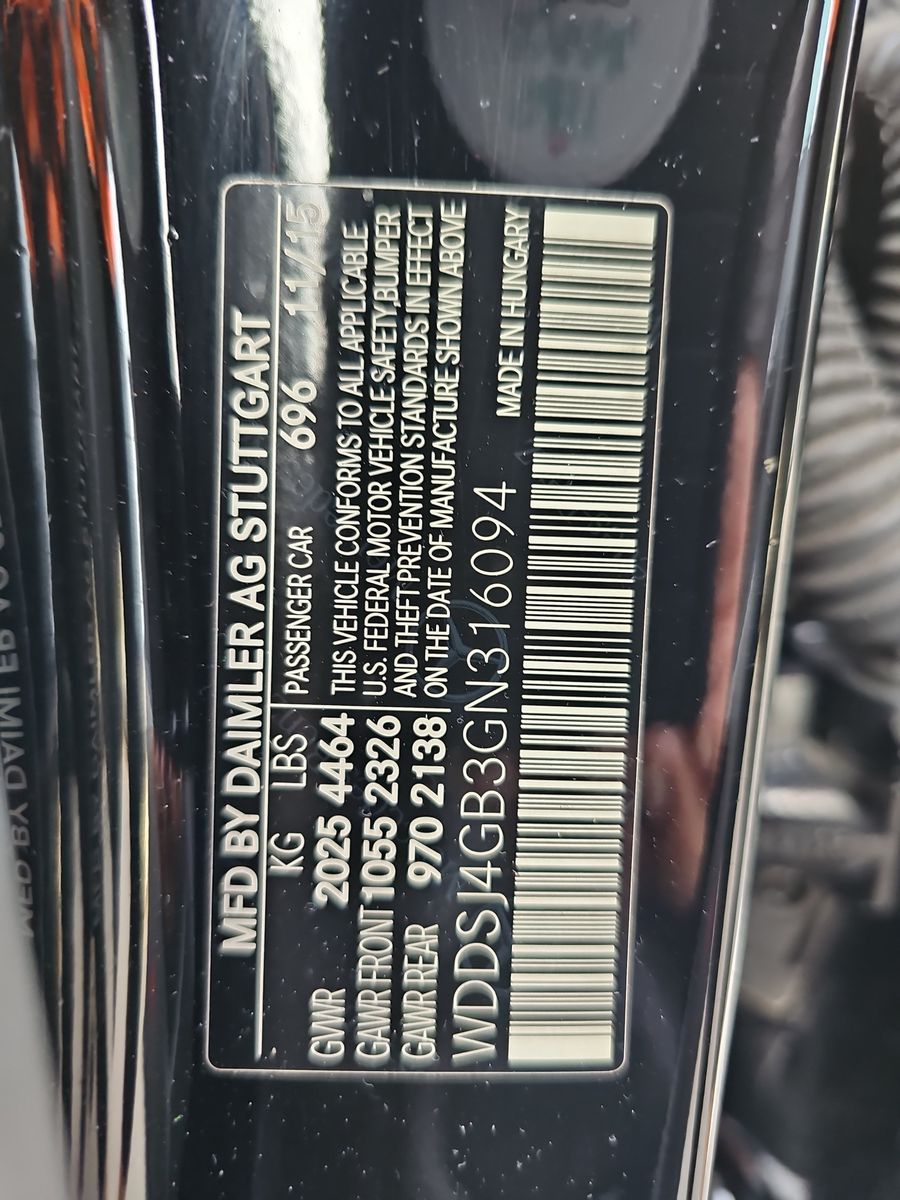 MFD BY DAIMLER AG STUTTGART
KG LBS PASSENGER CAR 696 11/15
GVWR 2025 4464 THIS VEHICLE CONFORMS TO ALL APPLICABLE
GAWR FRONT 1055 2326 U.S. FEDERAL MOTOR VEHICLE SAFETY,BUMPER
GAWR REAR 970 2138 AND THEFT PREVENTION STANDARDS IN EFFECT
ON THE DATE OF MANUFACTURE SHOWN ABOVE
WDDSJ4GB3GN316094 MADE IN HUNGARY